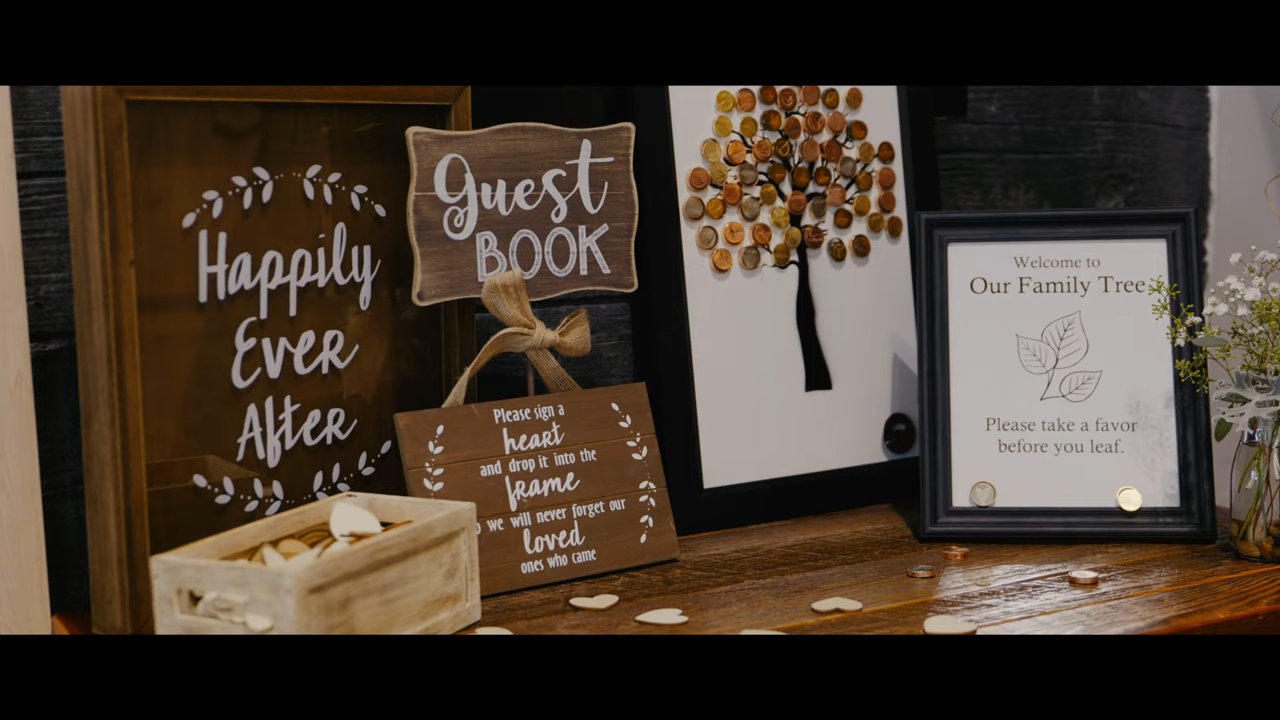 Happily
Ever
After
Guest
BOOK
Please sign a
heart
and drop it into the
frame
we will never forget our
loved
ones who came
Welcome to
Our Family Tree
Please take a favor
before you leaf.